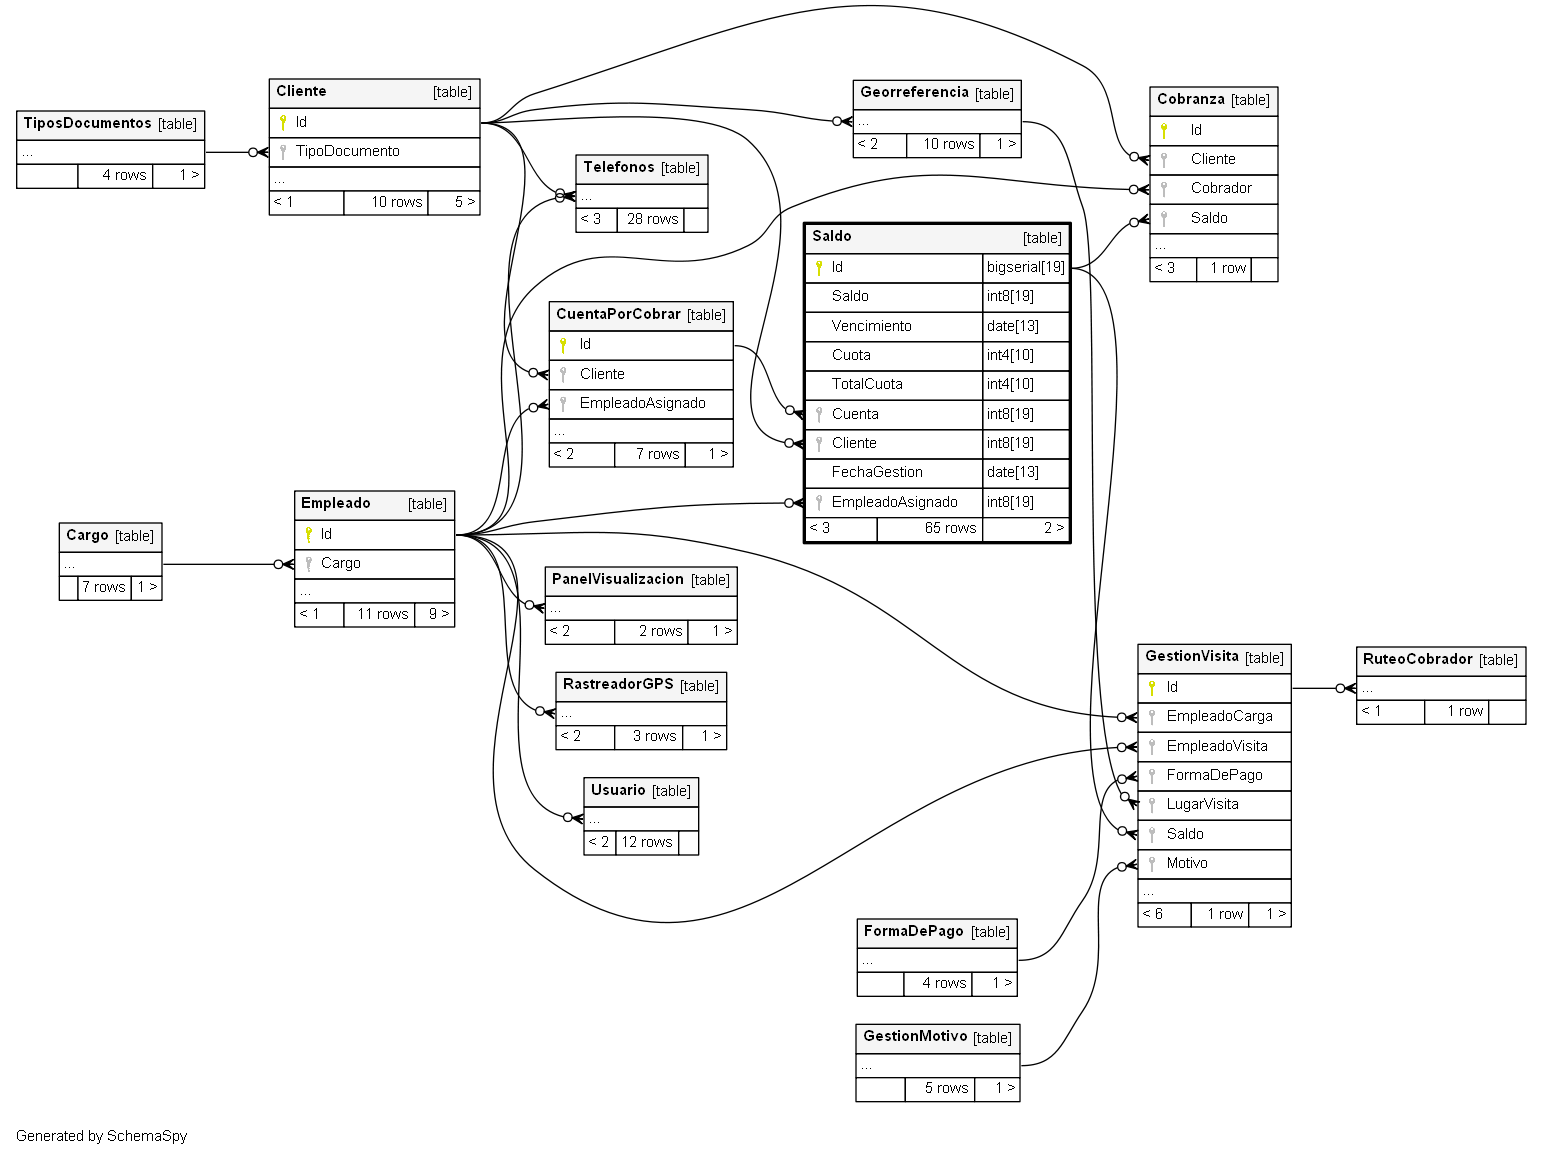 TiposDocumentos [table]
...
4 rows 1 >
Cliente [table]
Id
TipoDocumento
...
< 1 10 rows 5 >
Telefonos [table]
...
< 3 28 rows
Georreferencia [table]
...
< 2 10 rows 1 >
Cobranza [table]
Id
Cliente
Cobrador
Saldo
...
< 3 1 row
Saldo [table]
Id bigserial[19]
Saldo int8[19]
Vencimiento date[13]
Cuota int4[10]
TotalCuota int4[10]
Cuenta int8[19]
Cliente int8[19]
FechaGestion date[13]
EmpleadoAsignado int8[19]
< 3 65 rows 2 >
CuentaPorCobrar [table]
Id
Cliente
EmpleadoAsignado
...
< 2 7 rows 1 >
Cargo [table]
...
7 rows 1 >
Empleado [table]
Id
Cargo
...
< 1 11 rows 9 >
PanelVisualizacion [table]
...
< 2 2 rows 1 >
RastreadorGPS [table]
...
< 2 3 rows 1 >
Usuario [table]
...
< 2 12 rows
GestionVisita [table]
Id
EmpleadoCarga
EmpleadoVisita
FormaDePago
LugarVisita
Saldo
Motivo
...
< 6 1 row 1 >
RuteoCobrador [table]
...
< 1 1 row
FormaDePago [table]
...
4 rows 1 >
GestionMotivo [table]
...
5 rows 1 >
Generated by SchemaSpy